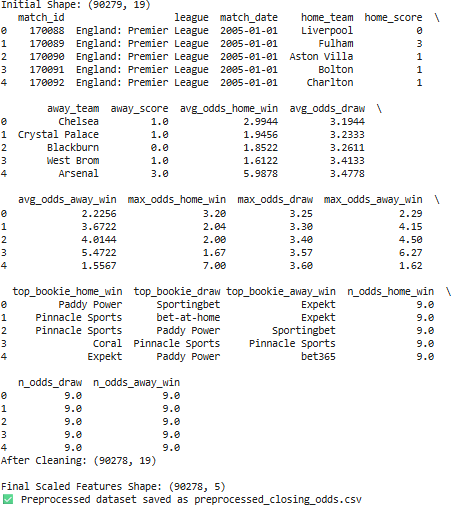 Initial Shape: (90279, 19)
   match_id                   league  match_date    home_team  home_score  \
0    170088  England: Premier League  2005-01-01    Liverpool           0
1    170089  England: Premier League  2005-01-01       Fulham           3
2    170090  England: Premier League  2005-01-01  Aston Villa           1
3    170091  England: Premier League  2005-01-01       Bolton           1
4    170092  England: Premier League  2005-01-01     Charlton           1
        away_team  away_score  avg_odds_home_win  avg_odds_draw  \
0         Chelsea         1.0             2.9944         3.1944
1  Crystal Palace         1.0             1.9456         3.2333
2       Blackburn         0.0             1.8522         3.2611
3       West Brom         1.0             1.6122         3.4133
4         Arsenal         3.0             5.9878         3.4778
   avg_odds_away_win  max_odds_home_win  max_odds_draw  max_odds_away_win  \
0             2.2256               3.20           3.25               2.29
1             3.6722               2.04           3.30               4.15
2             4.0144               2.00           3.40               4.50
3             5.4722               1.67           3.57               6.27
4             1.5567               7.00           3.60               1.62
  top_bookie_home_win  top_bookie_draw top_bookie_away_win  n_odds_home_win  \
0         Paddy Power      Sportingbet              Expekt              9.0
1     Pinnacle Sports      bet-at-home              Expekt              9.0
2     Pinnacle Sports      Paddy Power         Sportingbet              9.0
3               Coral  Pinnacle Sports     Pinnacle Sports              9.0
4              Expekt      Paddy Power              bet365              9.0
   n_odds_draw  n_odds_away_win
0          9.0              9.0
1          9.0              9.0
2          9.0              9.0
3          9.0              9.0
4          9.0              9.0
After Cleaning: (90278, 19)
Final Scaled Features Shape: (90278, 5)
✅ Preprocessed dataset saved as preprocessed_closing_odds.csv